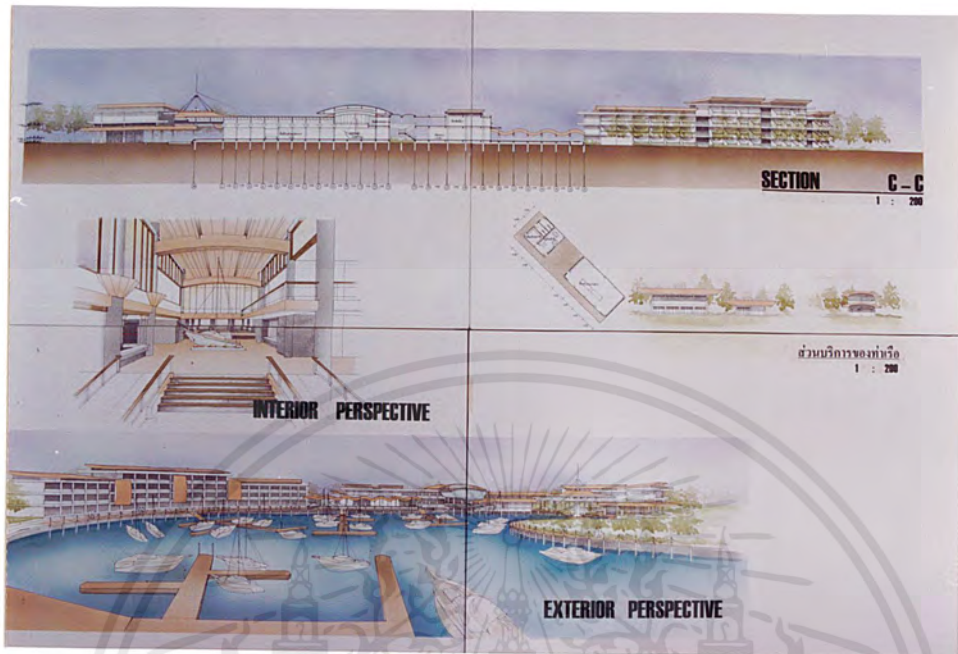 SECTION C – C
1 : 200
ส่วนบริการของท่าเรือ
1 : 200
INTERIOR PERSPECTIVE
EXTERIOR PERSPECTIVE